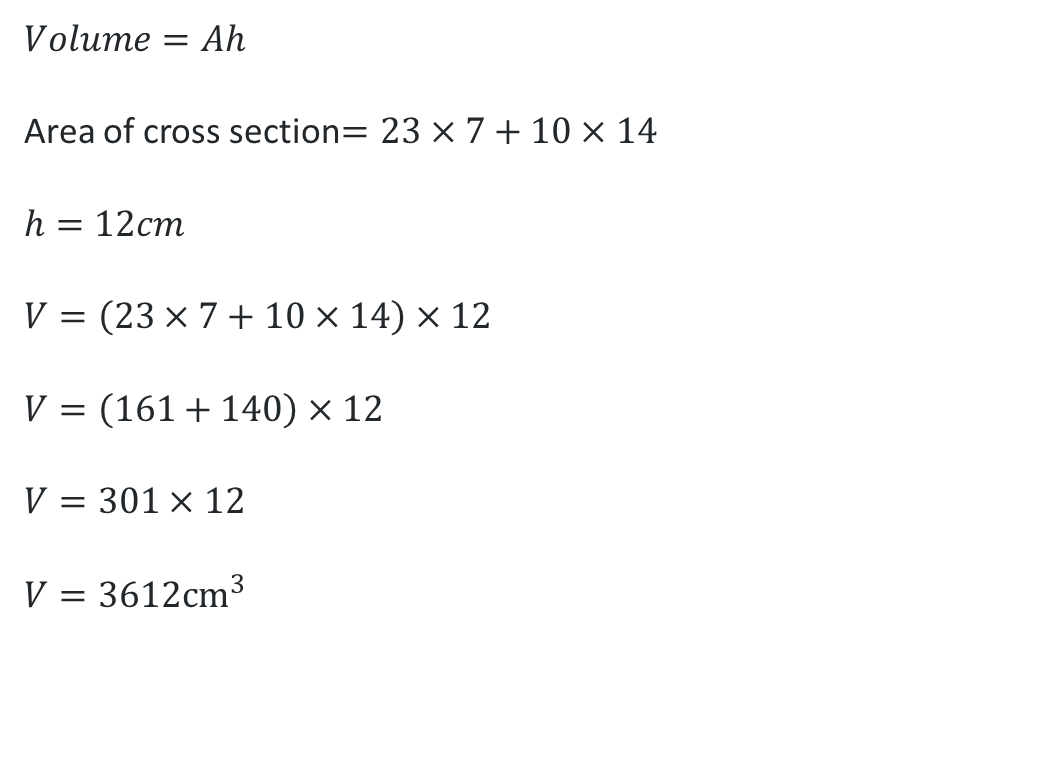 Volume = Ah
Area of cross section= 23 × 7 + 10 × 14
h = 12cm
V = (23 × 7 + 10 × 14) × 12
V = (161 + 140) × 12
V = 301 × 12
V = 3612cm³